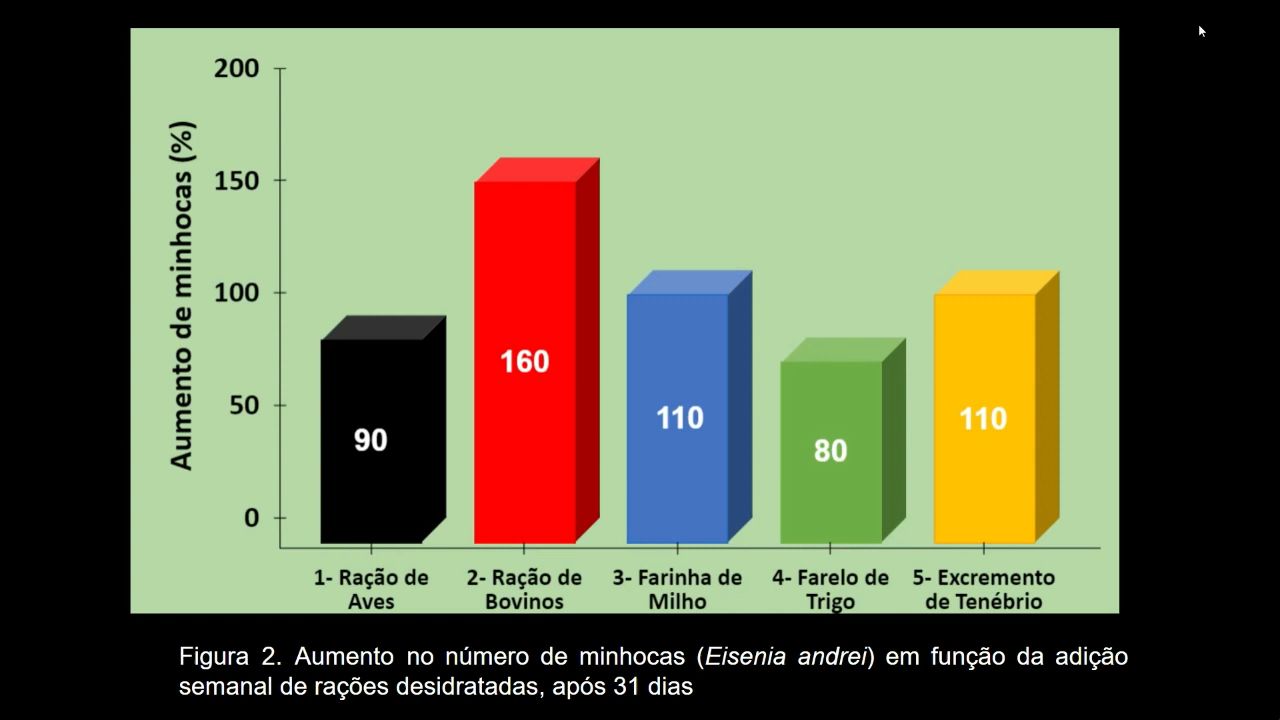 200
150
100
50
0
Aumento de minhocas (%)
90
160
110
80
110
1- Ração de
Aves
2- Ração de
Bovinos
3- Farinha de
Milho
4- Farelo de
Trigo
5- Excremento
de Tenébrio
Figura 2. Aumento no número de minhocas (Eisenia andrei) em função da adição
semanal de rações desidratadas, após 31 dias